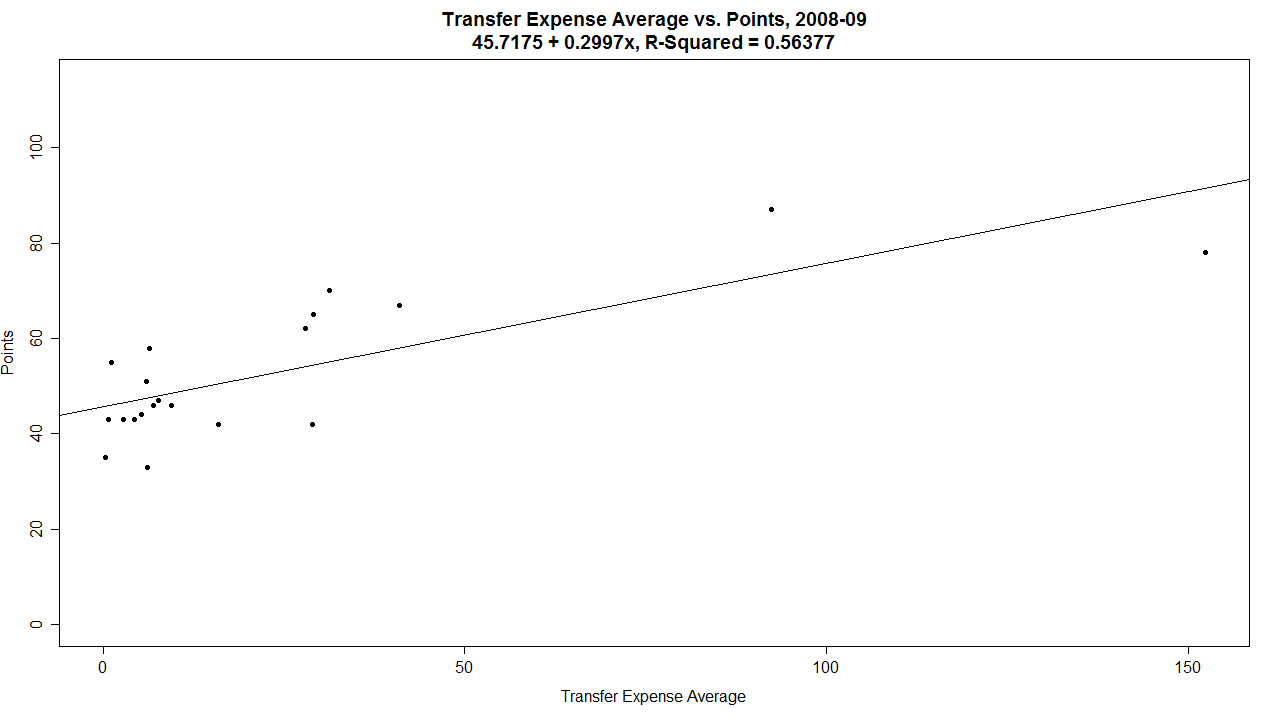 Transfer Expense Average vs. Points, 2008-09
45.7175 + 0.2997x, R-Squared = 0.56377
100
80
60
40
20
0
Points
0 50 100 150
Transfer Expense Average